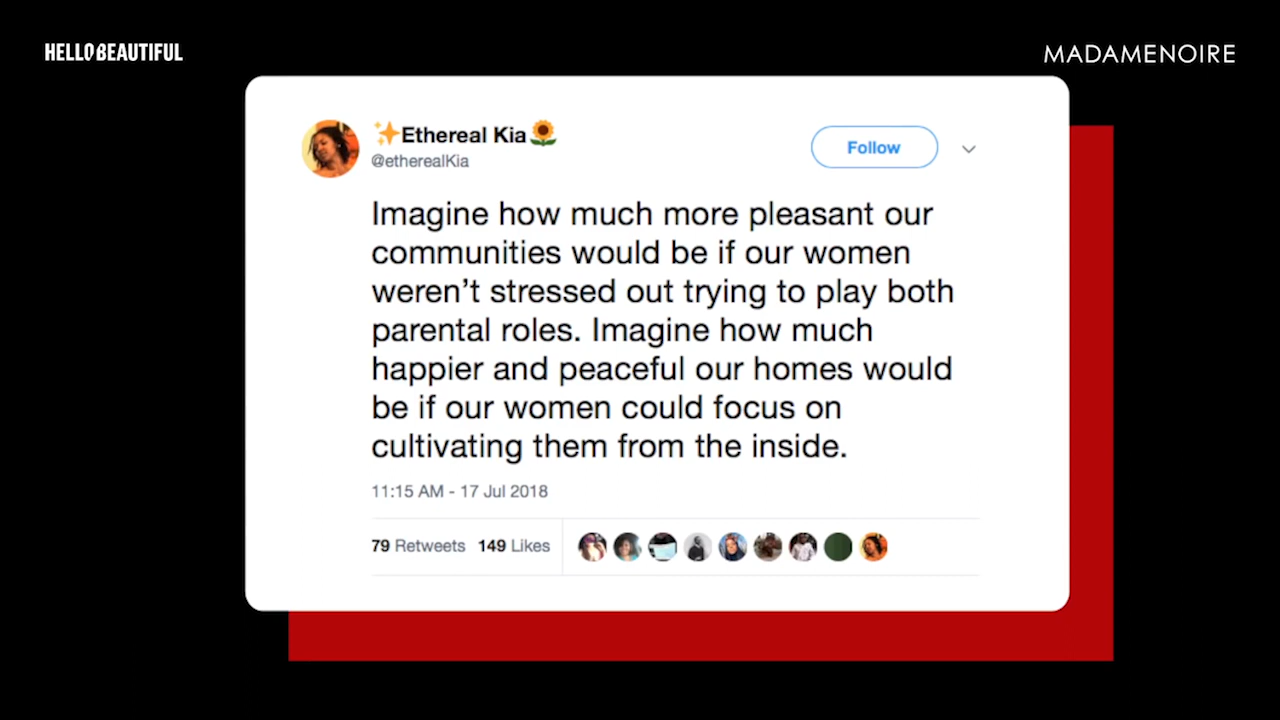 HELLO BEAUTIFUL
MADAMENOIRE
✨Ethereal Kia🌻
@etherealKia
Follow
Imagine how much more pleasant our
communities would be if our women
weren’t stressed out trying to play both
parental roles. Imagine how much
happier and peaceful our homes would
be if our women could focus on
cultivating them from the inside.
11:15 AM - 17 Jul 2018
79 Retweets 149 Likes